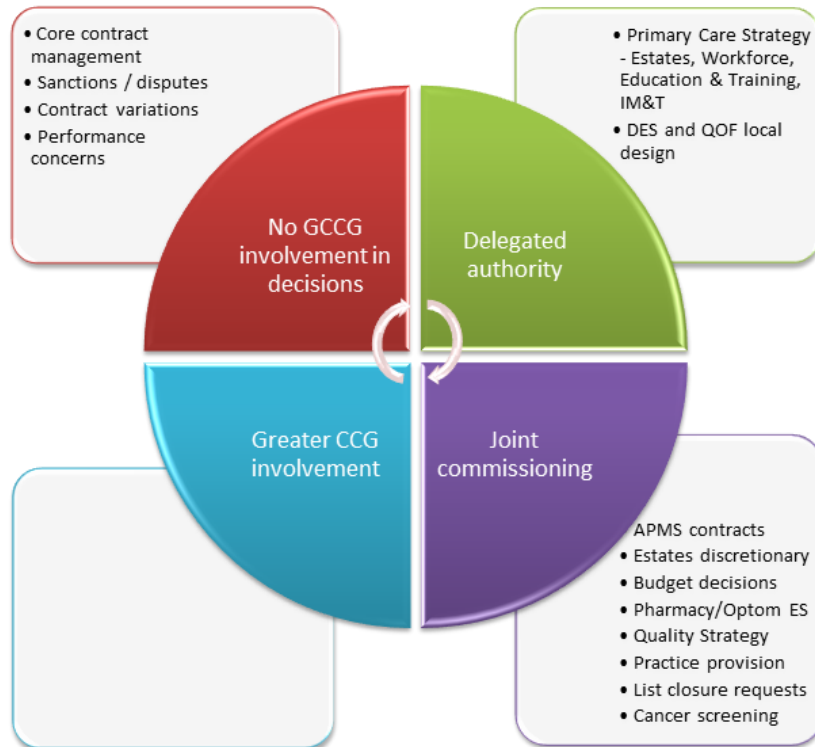 • Core contract
management
• Sanctions / disputes
• Contract variations
• Performance
concerns
• Primary Care Strategy
- Estates, Workforce,
Education & Training,
IM&T
• DES and QOF local
design
No GCCG
involvement in
decisions
Delegated
authority
Greater CCG
involvement
Joint
commissioning
APMS contracts
• Estates discretionary
• Budget decisions
• Pharmacy/Optom ES
• Quality Strategy
• Practice provision
• List closure requests
• Cancer screening